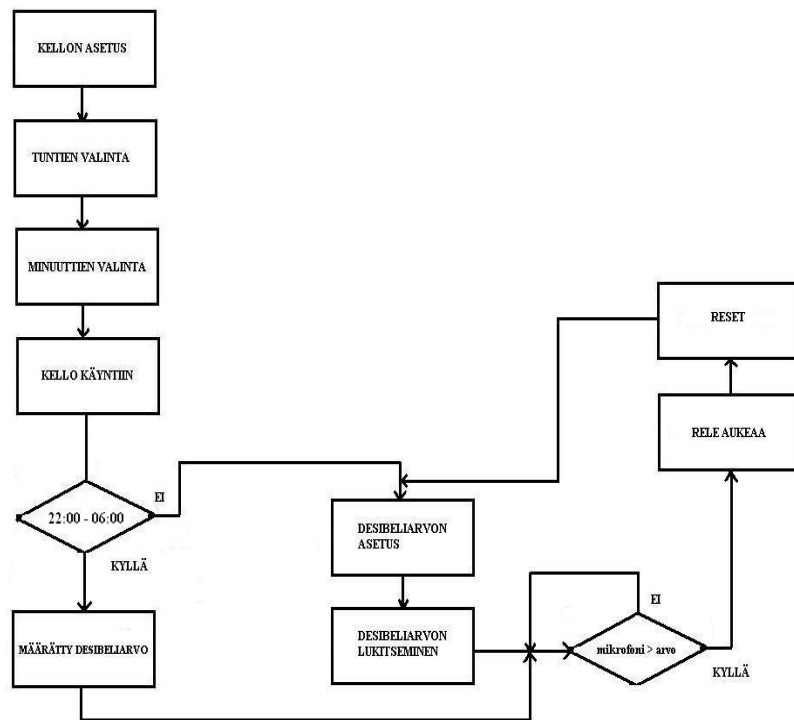 KELLON ASETUS
TUNTIEN VALINTA
MINUUTTIEN VALINTA
KELLO KÄYNTIIN
22:00 - 06:00
EI
KYLLÄ
MÄÄRÄTTY DESIBELIARVO
DESIBELIARVON
ASETUS
DESIBELIARVON
LUKITSEMINEN
mikrofoni > arvo
EI
KYLLÄ
RELE AUKEAA
RESET